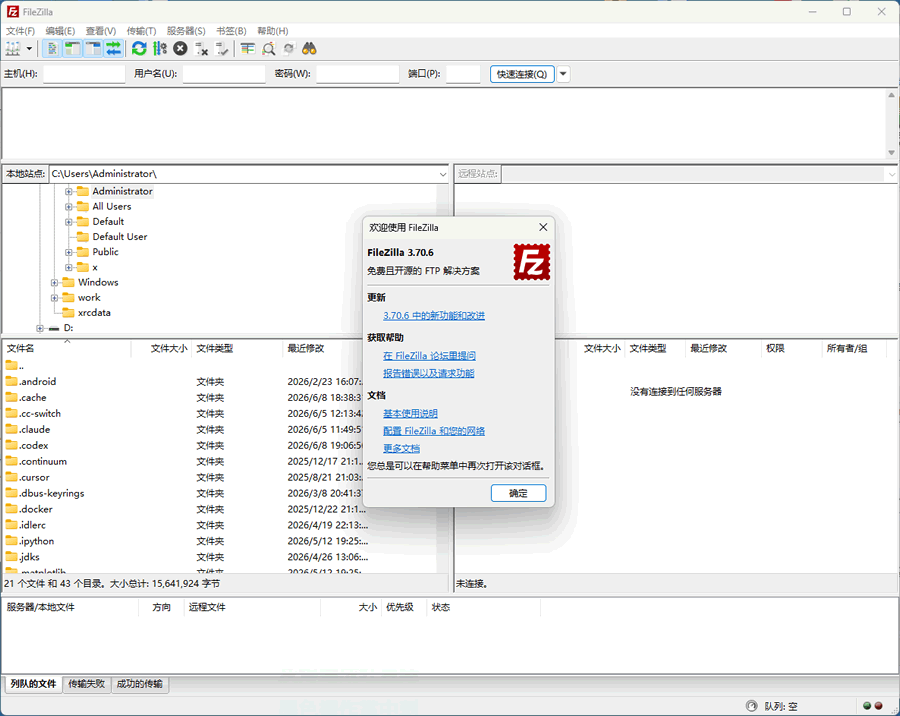 FileZilla
文件(F) 编辑(E) 查看(V) 传输(T) 服务器(S) 书签(B) 帮助(H)
主机(H): 用户名(U): 密码(W): 端口(P): 快速连接(Q)
本地站点: C:\Users\Administrator\
远程站点:
Administrator
All Users
Default
Default User
Public
x
Windows
work
xrcdata
D:
文件名 文件大小 文件类型 最近修改
..
.android 文件夹 2026/2/23 16:07:...
.cache 文件夹 2026/6/8 18:38:3
.cc-switch 文件夹 2026/6/5 12:13:4
.claude 文件夹 2026/6/5 11:49:5
.codex 文件夹 2026/6/8 19:06:5
.continuum 文件夹 2025/12/17 21:1...
.cursor 文件夹 2025/8/21 21:03:...
.dbus-keyrings 文件夹 2026/3/8 20:41:3
.docker 文件夹 2025/12/22 21:1...
.idlerc 文件夹 2026/4/19 22:13:...
.ipython 文件夹 2026/5/12 19:25:...
.jdks 文件夹 2026/4/26 13:06:...
.matplotlib 文件夹 2026/5/12 19:25:...
21 个文件 和 43 个目录。大小总计: 15,641,924 字节
欢迎使用 FileZilla
FileZilla 3.70.6
免费且开源的 FTP 解决方案
Fz
更新
3.70.6 中的新功能和改进
获取帮助
在 FileZilla 论坛里提问
报告错误以及请求功能
文档
基本使用说明
配置 FileZilla 和您的网络
更多文档
您总是可以在帮助菜单中再次打开该对话框。
确定
文件大小 文件类型 最近修改 权限 所有者/组
没有连接到任何服务器
未连接。
服务器/本地文件 方向 远程文件 大小 优先级 状态
列队的文件 传输失败 成功的传输
队列: 空